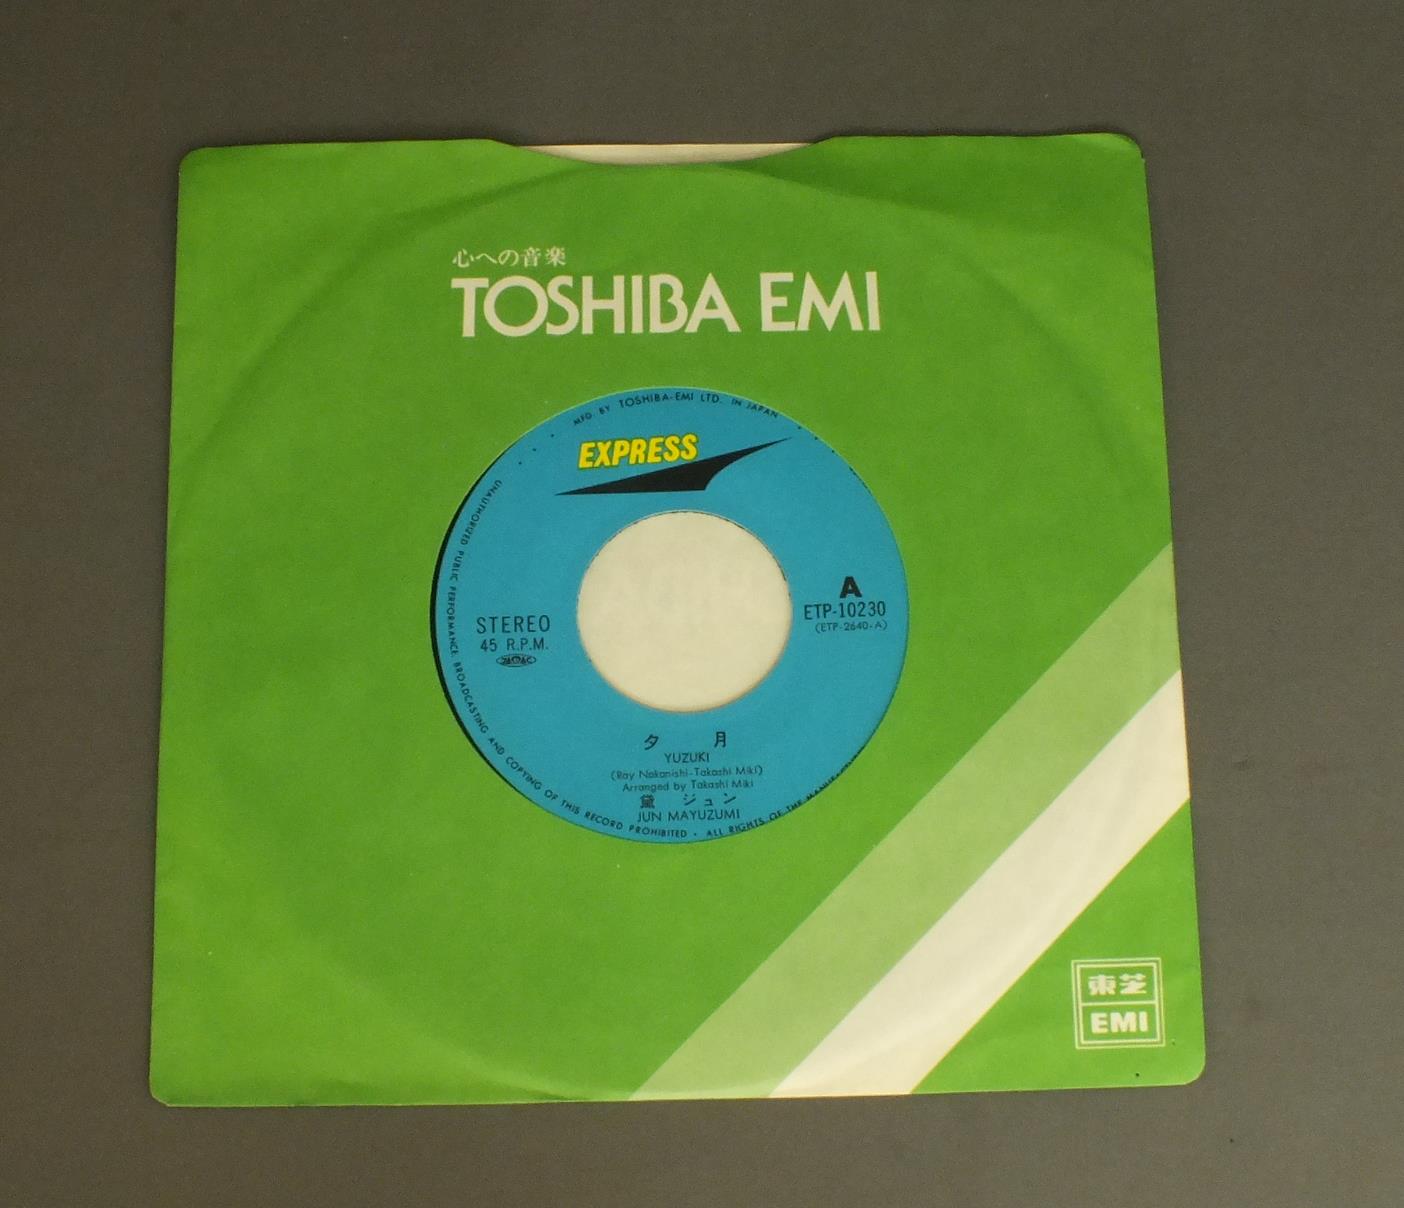 心への音楽
TOSHIBA EMI
MFG. BY TOSHIBA-EMI LTD. IN JAPAN
EXPRESS
A
ETP-10230
(ETP-2640-A)
STEREO
45 R.P.M.
JASRAC
夕 月
YUZUKI
(Ray Nakanishi-Takashi Miki)
Arranged by Takashi Miki
黛 ジュン
JUN MAYUZUMI
UNAUTHORIZED PUBLIC PERFORMANCE. BROADCASTING AND COPYING OF THIS RECORD PROHIBITED · ALL RIGHTS OF THE
東芝
EMI